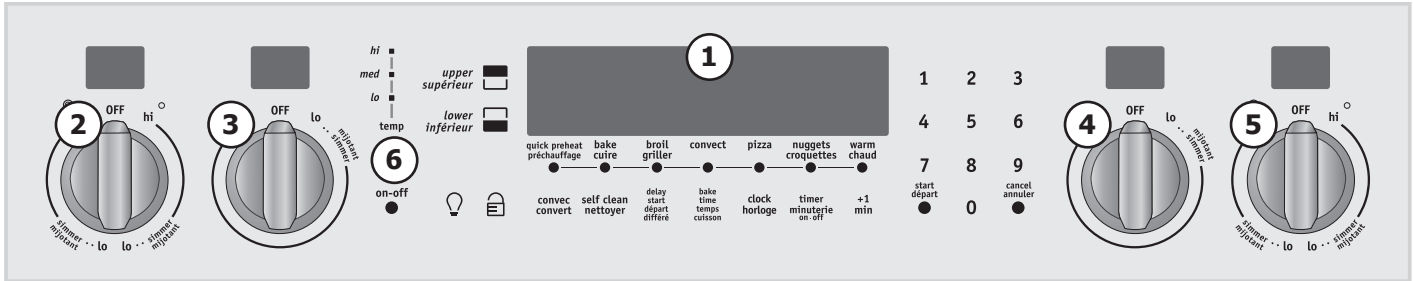 2
OFF
hi
simmer
mijotant
lo
lo
simmer
mijotant
3
OFF
lo
mijotant
simmer
hi
med
lo
temp
6
on-off
upper
supérieur
lower
inférieur
1
quick preheat
préchauffage
bake
cuire
broil
griller
convect
pizza
nuggets
croquettes
warm
chaud
convec
convert
self clean
nettoyer
delay
start
départ
différé
bake
time
temps
cuisson
clock
horloge
timer
minuterie
on·off
+1
min
1 2 3
4 5 6
7 8 9
start
départ
0
cancel
annuler
4
OFF
lo
mijotant
simmer
5
OFF
hi
simmer
mijotant
lo
lo
simmer
mijotant